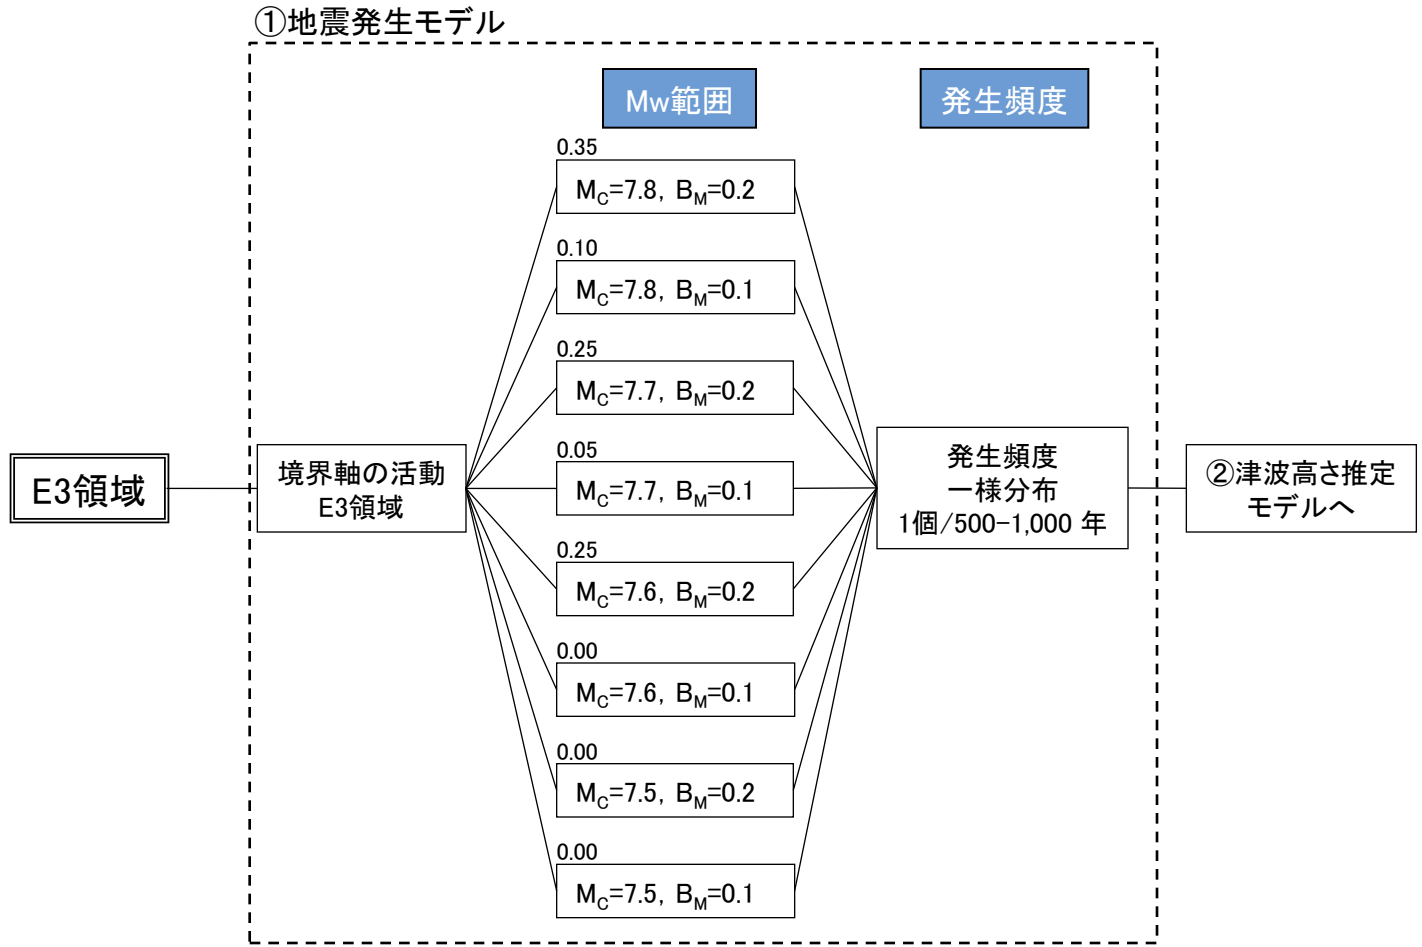 ①地震発生モデル
Mw範囲
発生頻度
0.35
MC=7.8, BM=0.2
0.10
MC=7.8, BM=0.1
0.25
MC=7.7, BM=0.2
0.05
MC=7.7, BM=0.1
0.25
MC=7.6, BM=0.2
0.00
MC=7.6, BM=0.1
0.00
MC=7.5, BM=0.2
0.00
MC=7.5, BM=0.1
E3領域
境界軸の活動
E3領域
発生頻度
一様分布
1個/500-1,000 年
②津波高さ推定
モデルへ